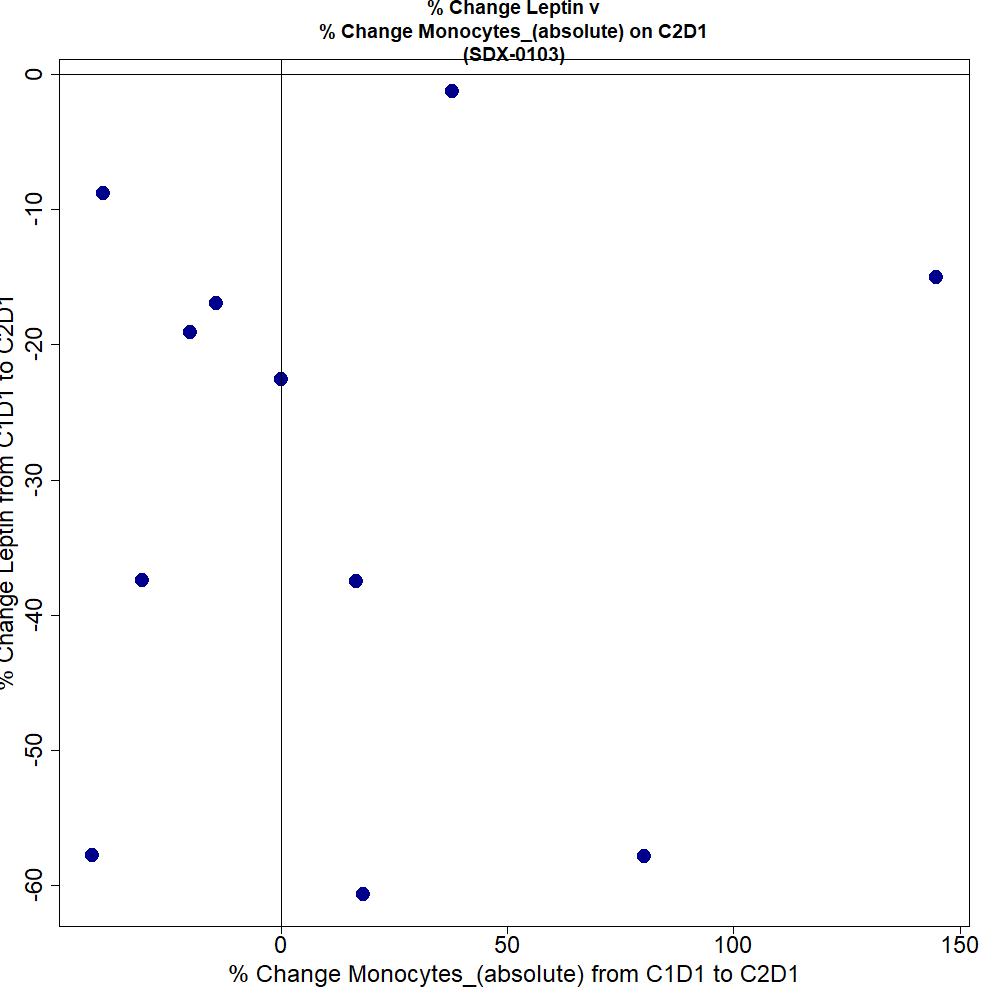 % Change Leptin v
% Change Monocytes_(absolute) on C2D1
(SDX-0103)
0
-10
-20
-30
-40
-50
-60
% Change Leptin from C1D1 to C2D1
0
50
100
150
% Change Monocytes_(absolute) from C1D1 to C2D1